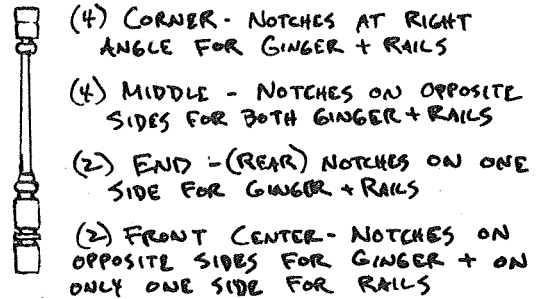 (4) CORNER - NOTCHES AT RIGHT
ANGLE FOR GINGER + RAILS
(4) MIDDLE - NOTCHES ON OPPOSITE
SIDES FOR BOTH GINGER + RAILS
(2) END - (REAR) NOTCHES ON ONE
SIDE FOR GINGER + RAILS
(2) FRONT CENTER - NOTCHES ON
OPPOSITE SIDES FOR GINGER + ON
ONLY ONE SIDE FOR RAILS